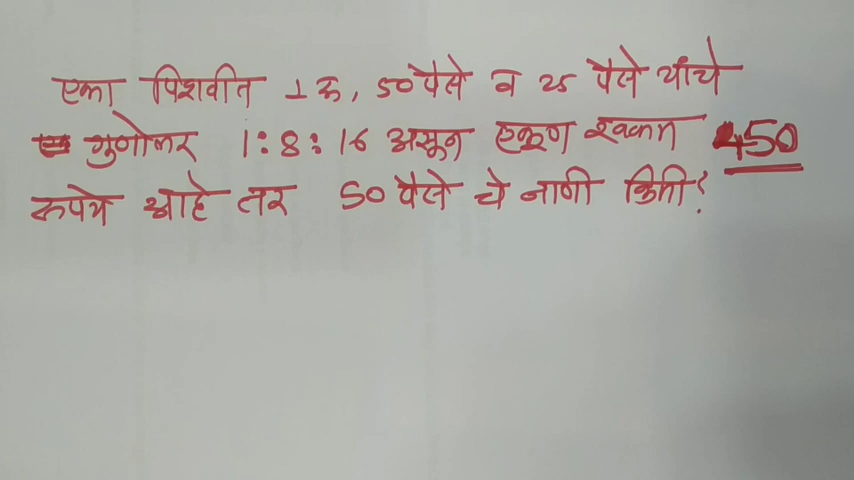 एका पिशवीत 1 रू, 50 पैसे व 25 पैसे यांचे
गुणोत्तर 1:8:16 असून एकूण रक्कम 450
रूपये आहे तर 50 पैसे चे नाणी किती?